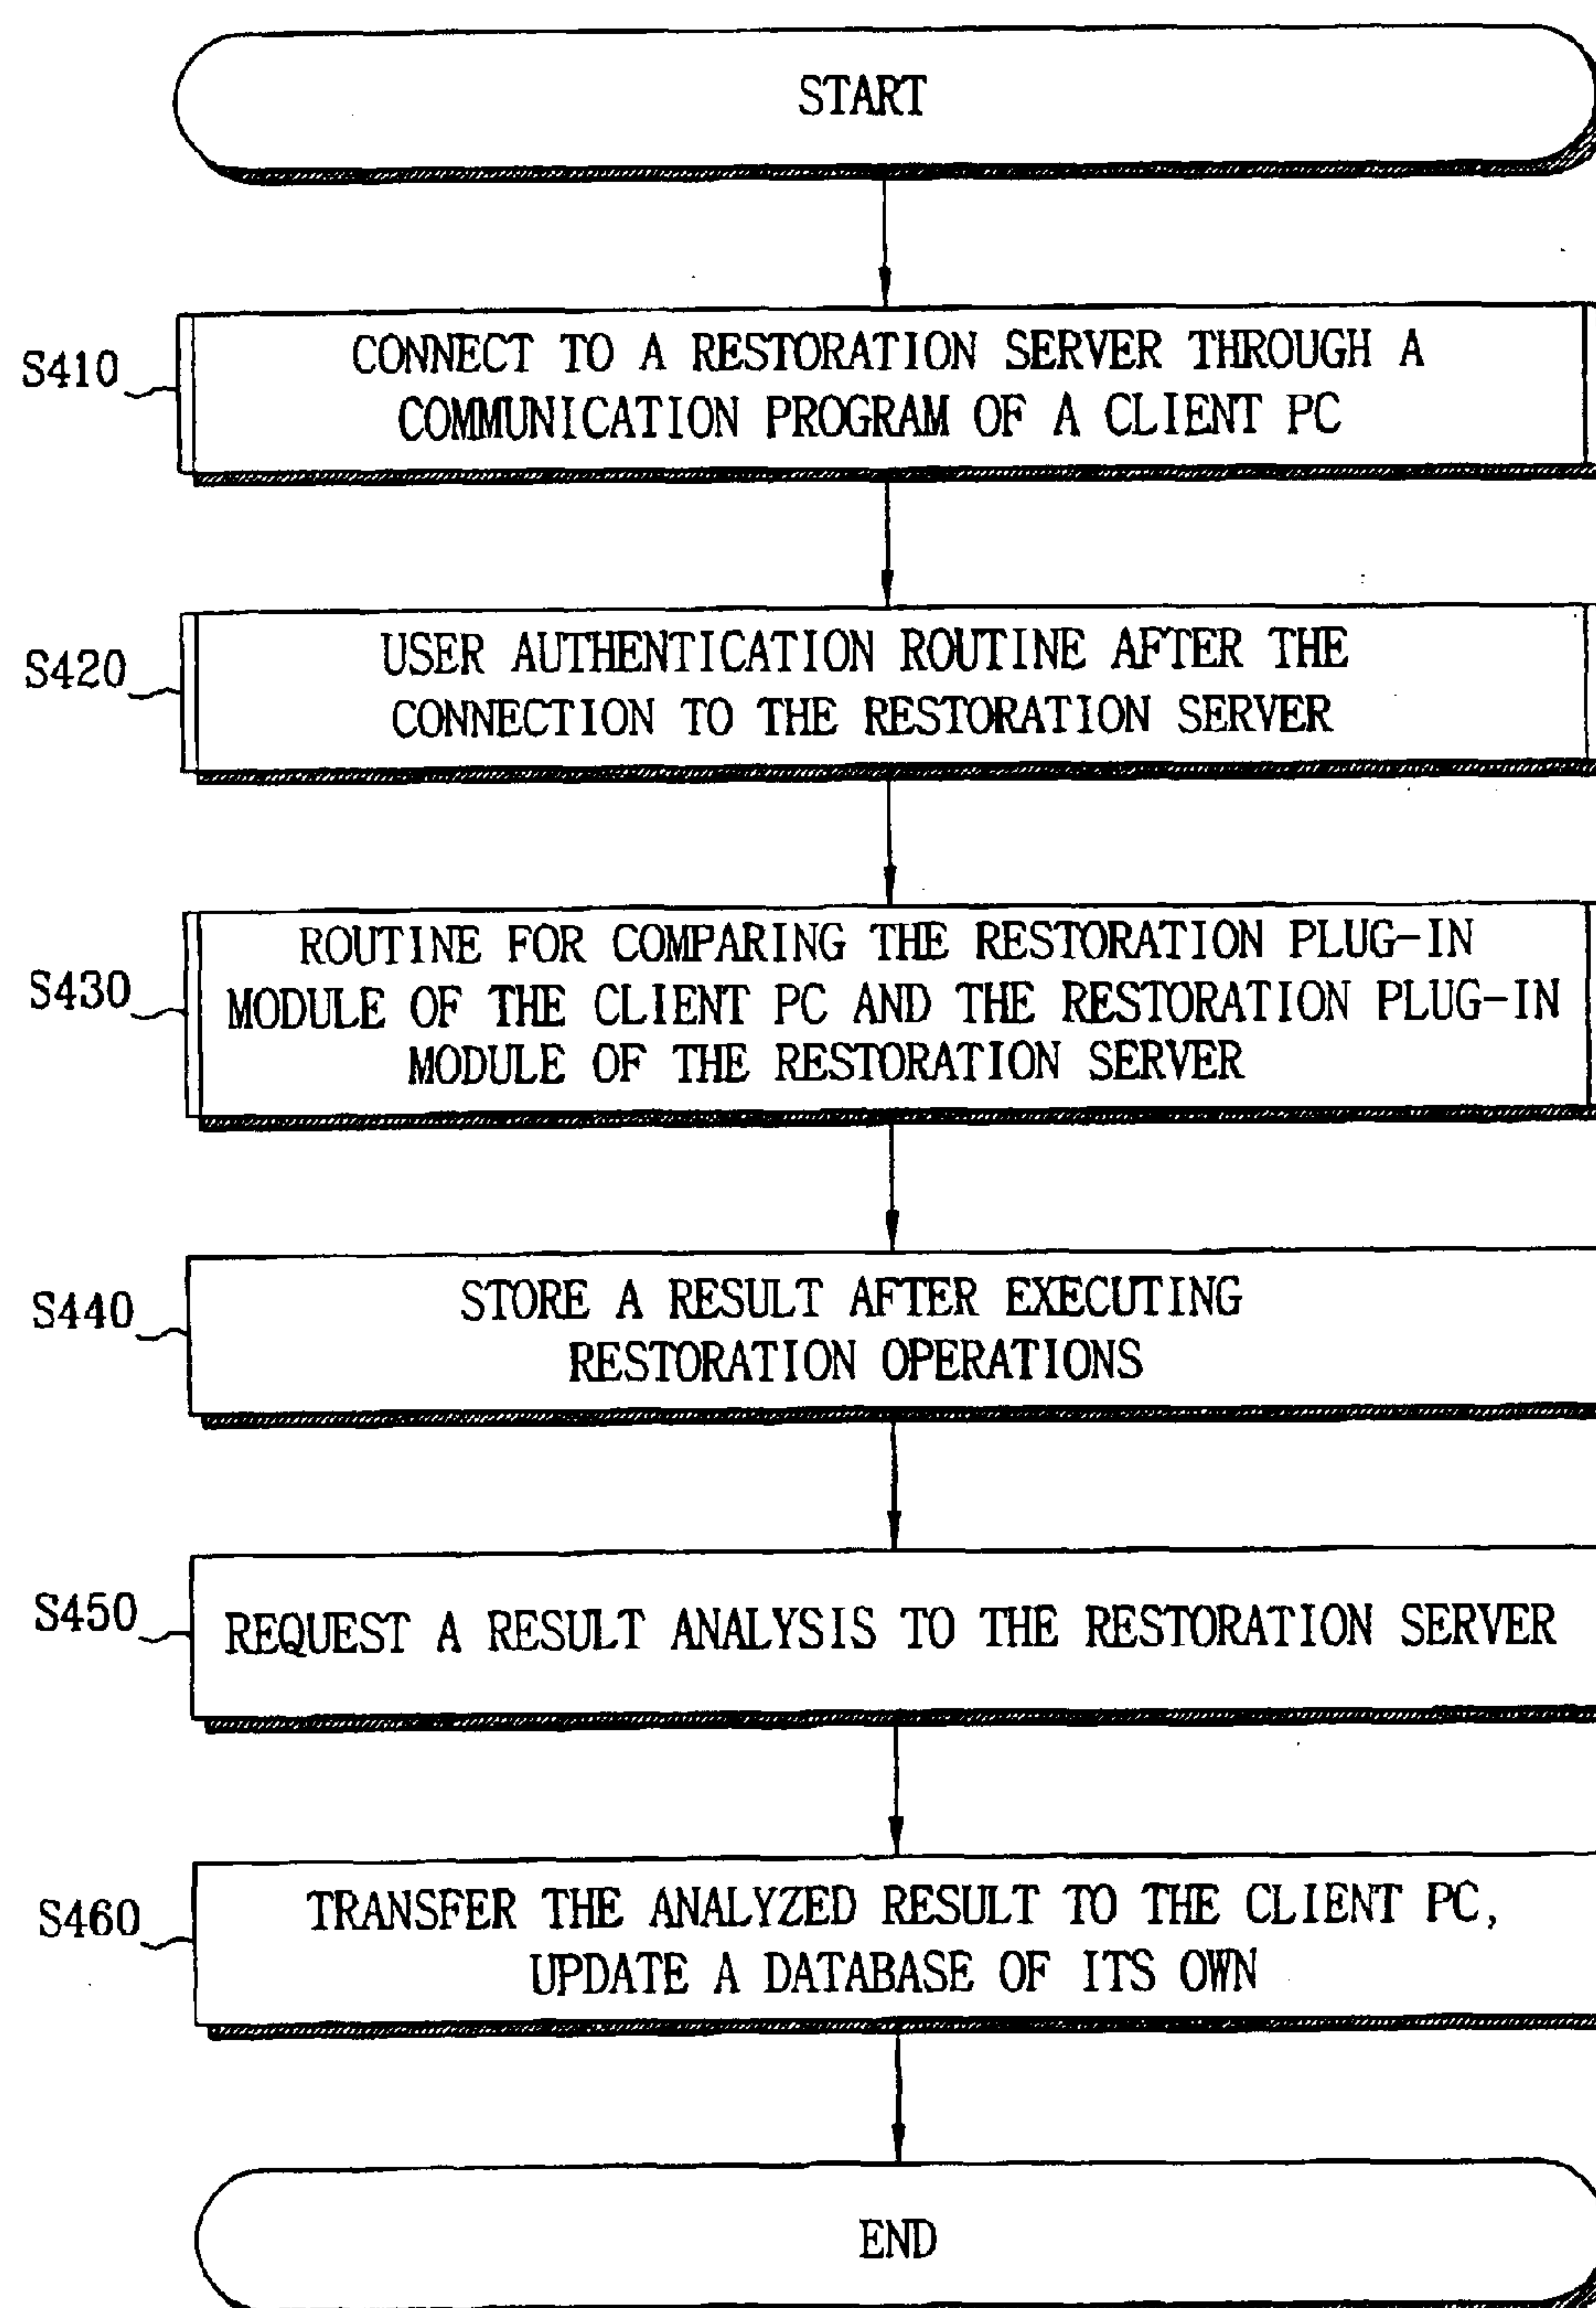 START
S410
CONNECT TO A RESTORATION SERVER THROUGH A
COMMUNICATION PROGRAM OF A CLIENT PC
S420
USER AUTHENTICATION ROUTINE AFTER THE
CONNECTION TO THE RESTORATION SERVER
S430
ROUTINE FOR COMPARING THE RESTORATION PLUG-IN
MODULE OF THE CLIENT PC AND THE RESTORATION PLUG-IN
MODULE OF THE RESTORATION SERVER
S440
STORE A RESULT AFTER EXECUTING
RESTORATION OPERATIONS
S450
REQUEST A RESULT ANALYSIS TO THE RESTORATION SERVER
S460
TRANSFER THE ANALYZED RESULT TO THE CLIENT PC,
UPDATE A DATABASE OF ITS OWN
END